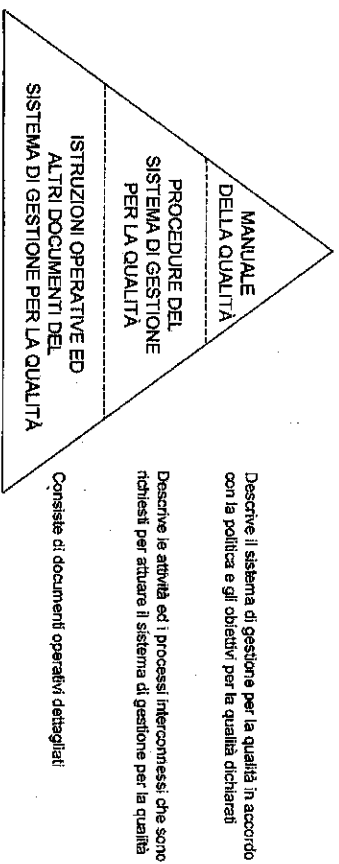 MANUALE
DELLA QUALITÀ
Descrive il sistema di gestione per la qualità in accordo
con la politica e gli obiettivi per la qualità dichiarati
PROCEDURE DEL
SISTEMA DI GESTIONE
PER LA QUALITÀ
Descrive le attività ed i processi interconnessi che sono
richiesti per attuare il sistema di gestione per la qualità
ISTRUZIONI OPERATIVE ED
ALTRI DOCUMENTI DEL
SISTEMA DI GESTIONE PER LA QUALITÀ
Consiste di documenti operativi dettagliati